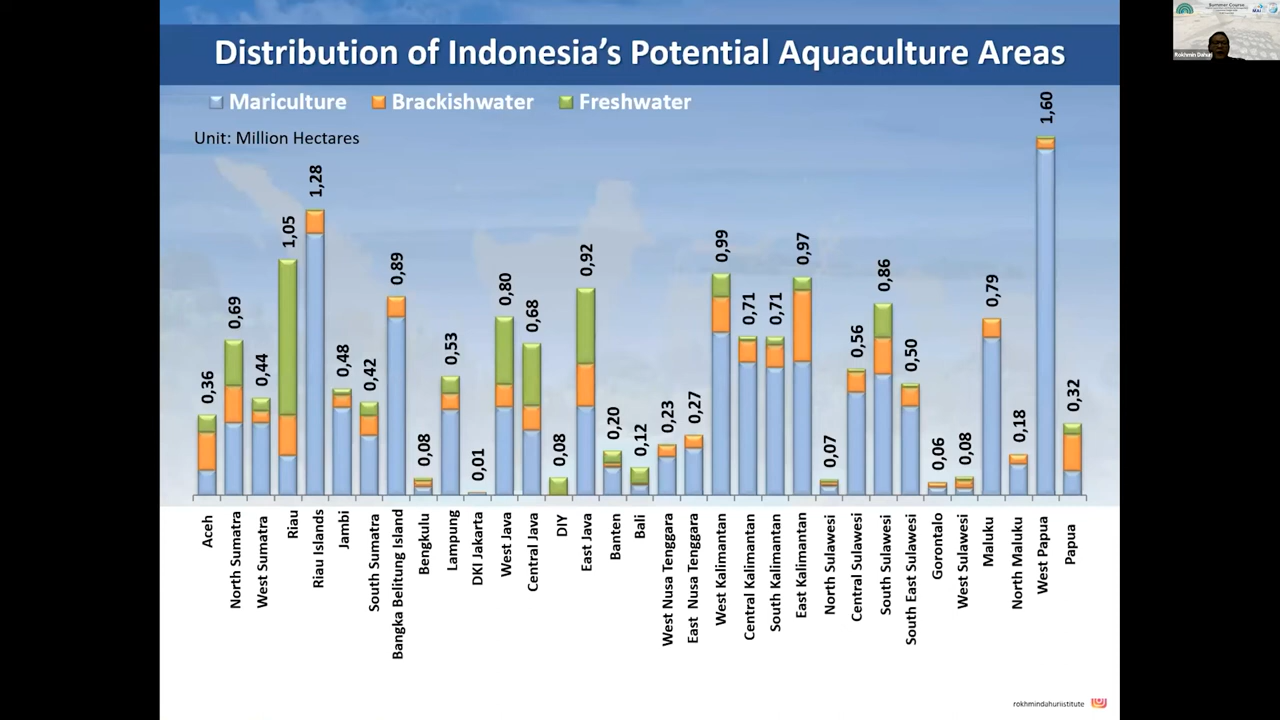 Distribution of Indonesia's Potential Aquaculture Areas
Mariculture Brackishwater Freshwater
Unit: Million Hectares
0,36
0,69
0,44
1,05
1,28
0,48
0,42
0,89
0,08
0,53
0,01
0,80
0,68
0,08
0,92
0,20
0,12
0,23
0,27
0,99
0,71
0,71
0,97
0,07
0,56
0,86
0,50
0,06
0,08
0,79
0,18
1,60
0,32
Aceh
North Sumatra
West Sumatra
Riau
Riau Islands
Jambi
South Sumatra
Bangka Belitung Island
Bengkulu
Lampung
DKI Jakarta
West Java
Central Java
DIY
East Java
Banten
Bali
West Nusa Tenggara
East Nusa Tenggara
West Kalimantan
Central Kalimantan
South Kalimantan
East Kalimantan
North Sulawesi
Central Sulawesi
South Sulawesi
South East Sulawesi
Gorontalo
West Sulawesi
Maluku
North Maluku
West Papua
Papua
rokhmindahuriistitute
Summer Course
Rokhmin Dahuri